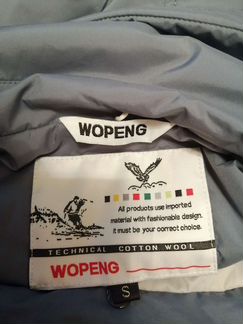 WOPENG
All products use imported
material with fashionable design.
it must be your correct choice.
TECHNICAL COTTON WOOL
WOPENG
S